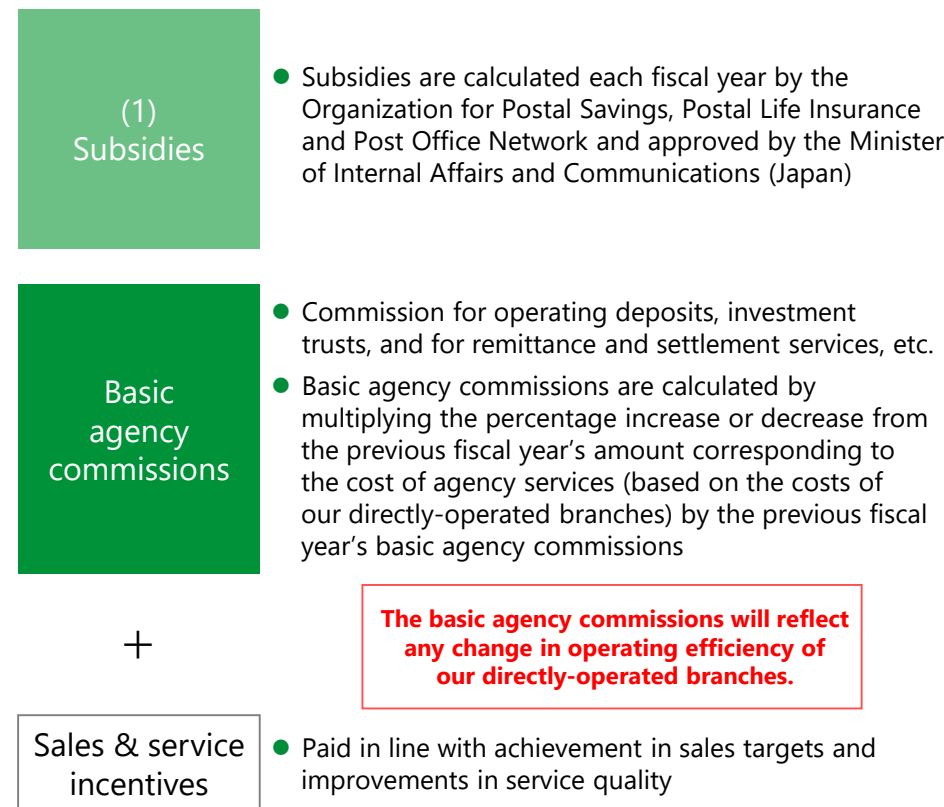 (1)
Subsidies
● Subsidies are calculated each fiscal year by the
Organization for Postal Savings, Postal Life Insurance
and Post Office Network and approved by the Minister
of Internal Affairs and Communications (Japan)
Basic
agency
commissions
● Commission for operating deposits, investment
trusts, and for remittance and settlement services, etc.
● Basic agency commissions are calculated by
multiplying the percentage increase or decrease from
the previous fiscal year’s amount corresponding to
the cost of agency services (based on the costs of
our directly-operated branches) by the previous fiscal
year’s basic agency commissions
The basic agency commissions will reflect
any change in operating efficiency of
our directly-operated branches.
+
Sales & service
incentives
● Paid in line with achievement in sales targets and
improvements in service quality